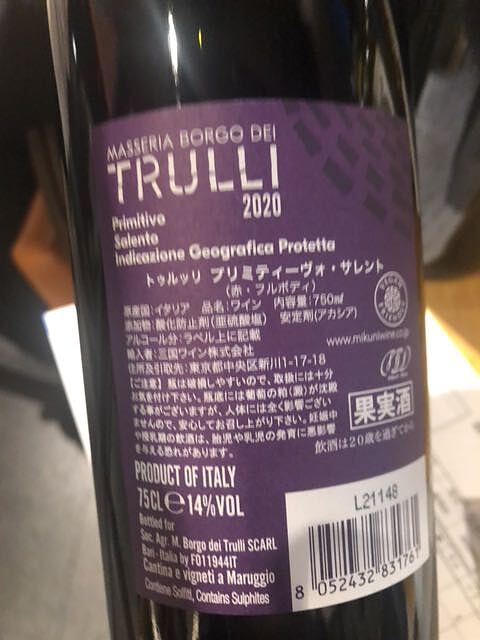 MASSERIA BORGO DEI
TRULLI
2020
Primitivo
Salento
Indicazione Geografica Protetta
トゥルッリ プリミティーヴォ・サレント
(赤・フルボディ)
原産国:イタリア 品名:ワイン 内容量:750㎖
添加物:酸化防止剤(亜硫酸塩) 安定剤(アカシア)
アルコール分:ラベル上に記載
輸入者:三国ワイン株式会社
住所及引取先:東京都中央区新川1-17-18
www.mikuniwine.co.jp
【ご注意】瓶は破損しやすいので、取扱には十分
お気を付け下さい。瓶底には葡萄の粕(澱)が沈殿
する事がございますが、人体には全く影響ござい
ませんので、安心してお召し上がり下さい。妊娠中
や授乳期の飲酒は、胎児や乳児の発育に悪影響
を与える恐れがあります。
果実酒
飲酒は20歳を過ぎてから
PRODUCT OF ITALY
75CL ℮ 14%VOL
Bottled for
Soc. Agr. M. Borgo dei Trulli SCARL
Bari - Italia by FG11944IT
Cantina e vigneti a Maruggio
Contiene Solfiti, Contains Sulphites
L21148
8 052432 831761